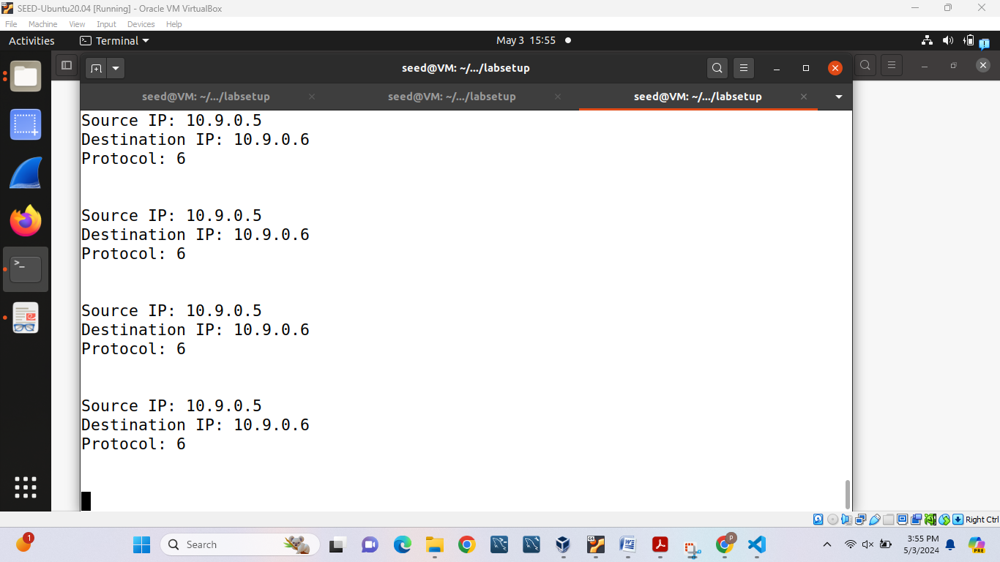 SEED-Ubuntu20.04 [Running] - Oracle VM VirtualBox
File Machine View Input Devices Help
Activities Terminal May 3 15:55
seed@VM: ~/.../labsetup
seed@VM: ~/.../labsetup seed@VM: ~/.../labsetup seed@VM: ~/.../labsetup
Source IP: 10.9.0.5
Destination IP: 10.9.0.6
Protocol: 6
Source IP: 10.9.0.5
Destination IP: 10.9.0.6
Protocol: 6
Source IP: 10.9.0.5
Destination IP: 10.9.0.6
Protocol: 6
Source IP: 10.9.0.5
Destination IP: 10.9.0.6
Protocol: 6
Right Ctrl
1
Search
P
3:55 PM
5/3/2024
PRE